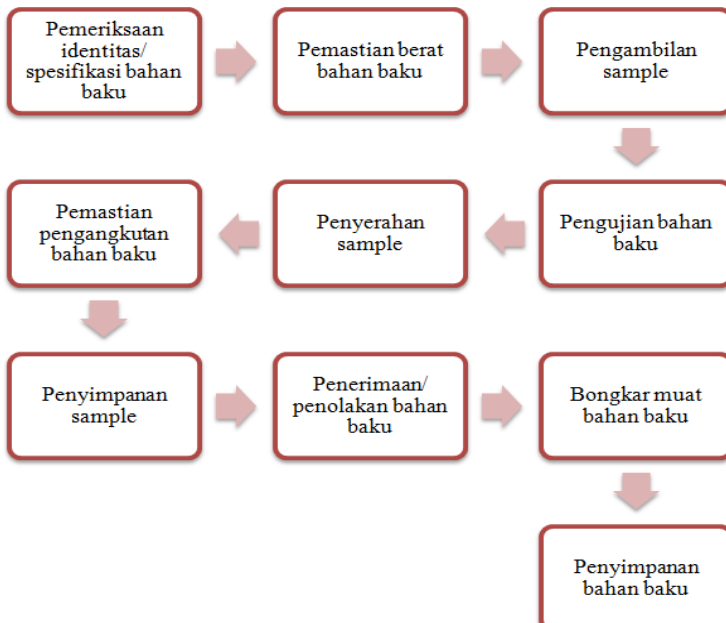 Pemeriksaan
identitas/
spesifikasi bahan
baku
Pemastian berat
bahan baku
Pengambilan
sample
Pengujian bahan
baku
Penyerahan
sample
Pemastian
pengangkutan
bahan baku
Penyimpanan
sample
Penerimaan/
penolakan bahan
baku
Bongkar muat
bahan baku
Penyimpanan
bahan baku